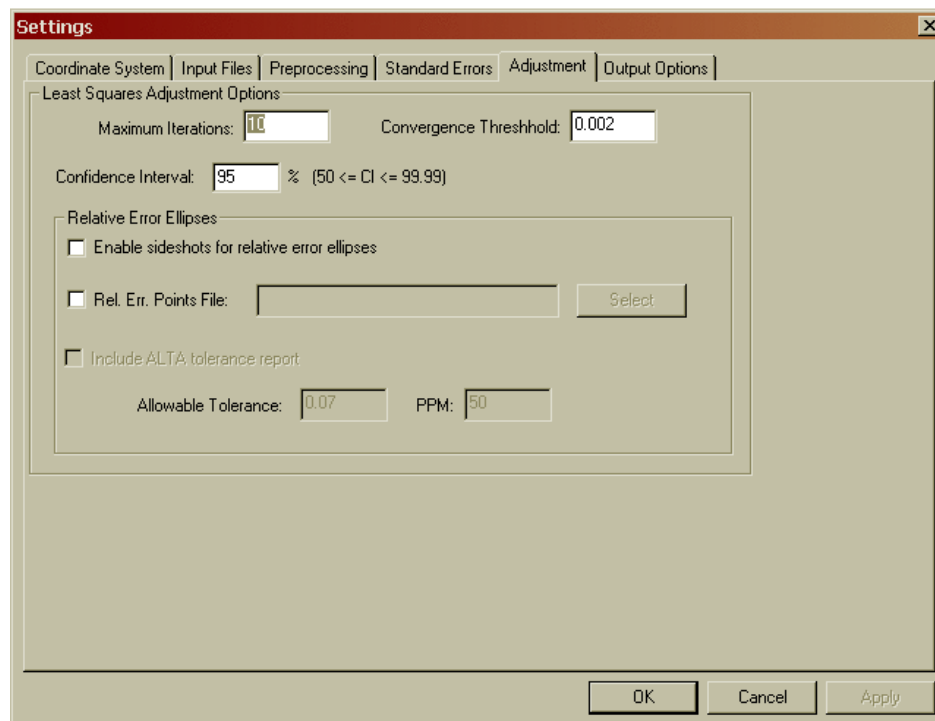 Settings
Coordinate System Input Files Preprocessing Standard Errors Adjustment Output Options
Least Squares Adjustment Options
Maximum Iterations: 10 Convergence Threshhold: 0.002
Confidence Interval: 95 % (50 <= CI <= 99.99)
Relative Error Ellipses
Enable sideshots for relative error ellipses
Rel. Err. Points File: Select
Include ALTA tolerance report
Allowable Tolerance: 0.07 PPM: 50
OK Cancel Apply